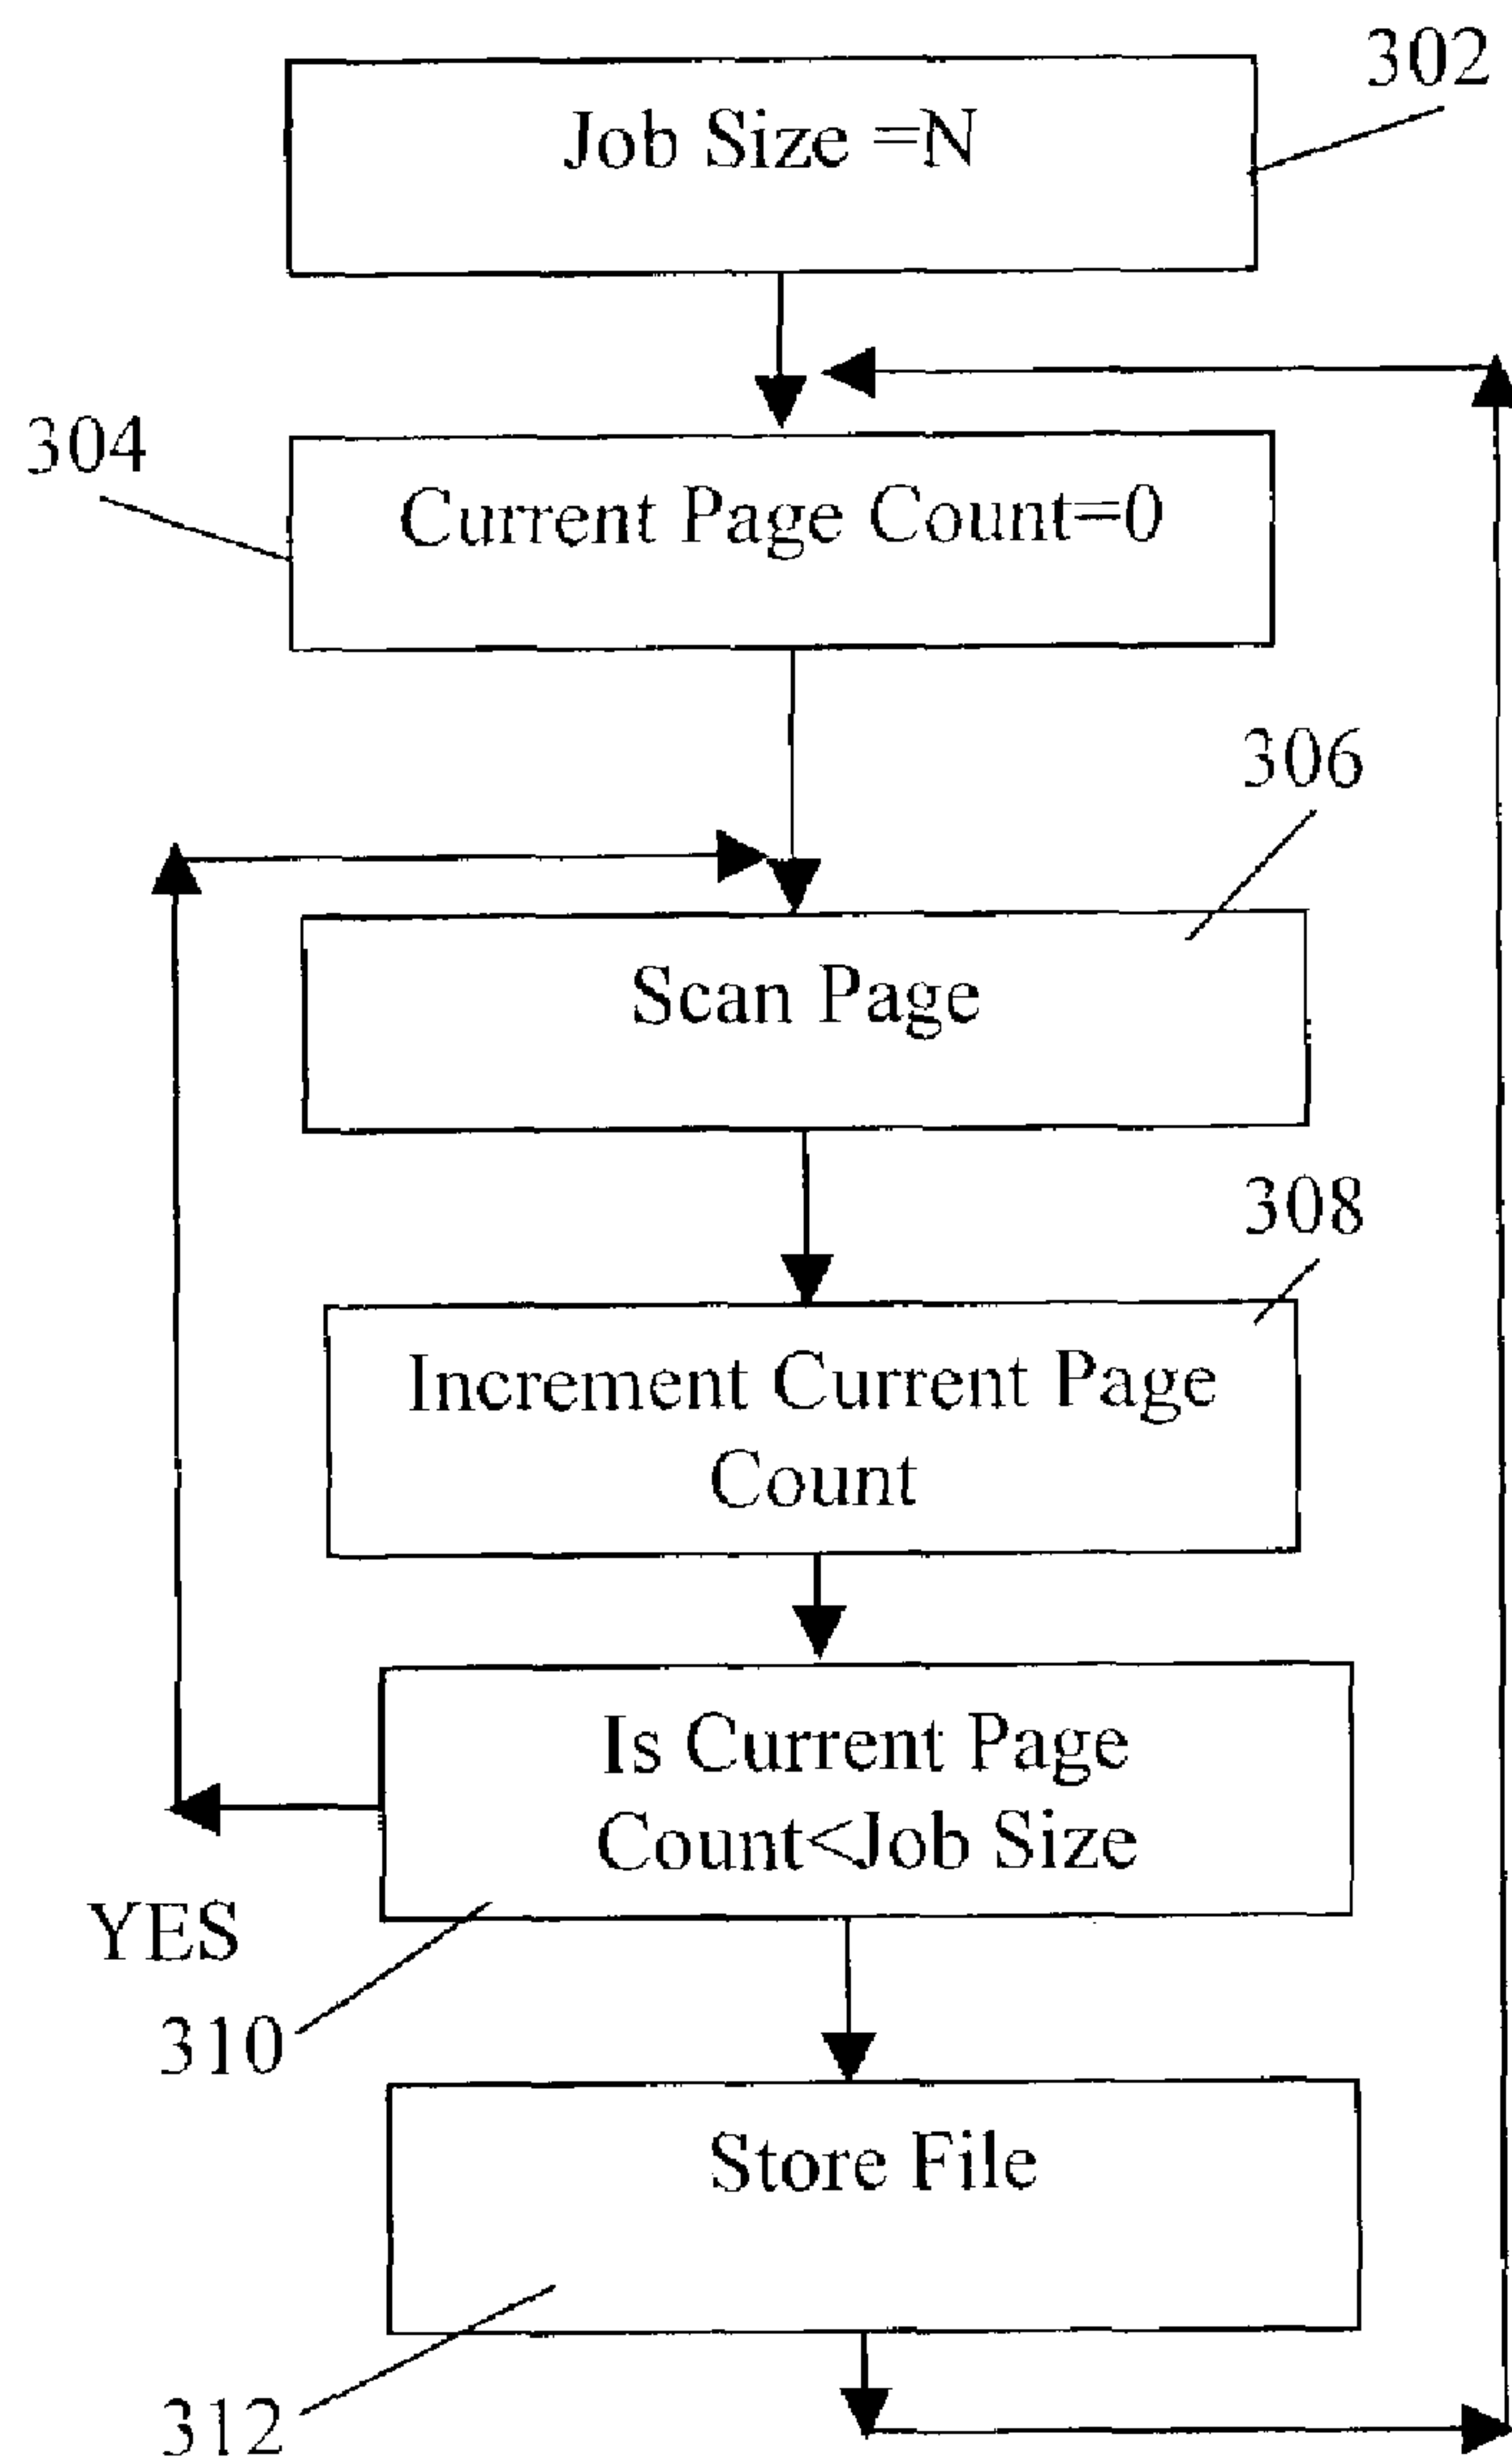 302
Job Size =N
304
Current Page Count=0
306
Scan Page
308
Increment Current Page
Count
Is Current Page
Count<Job Size
YES
310
Store File
312